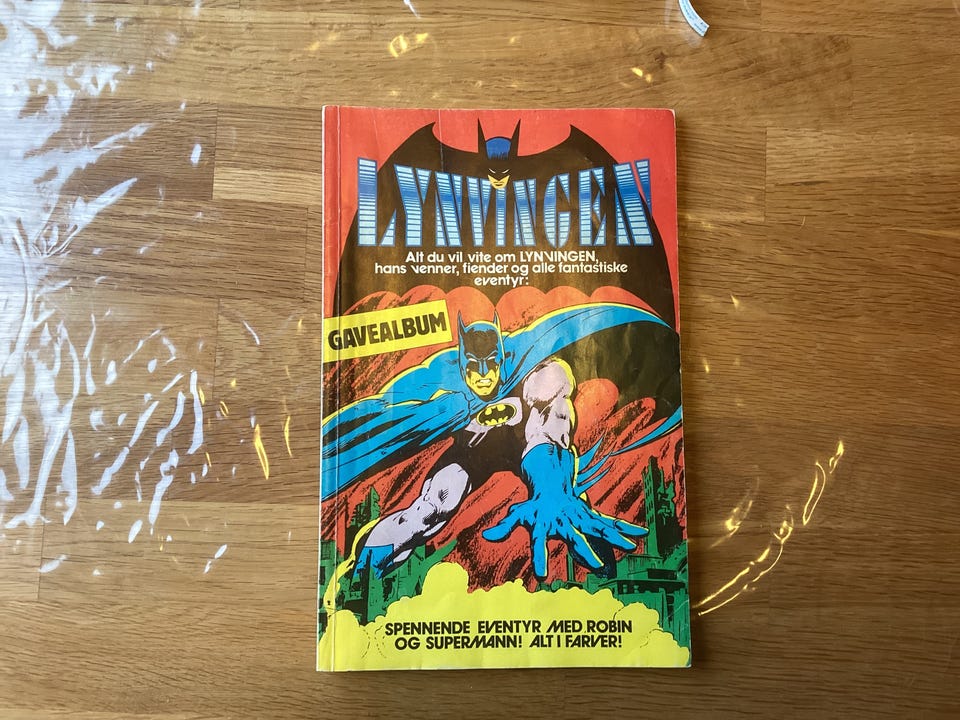 LYNVINGEN
Alt du vil vite om LYNVINGEN,
hans venner, fiender og alle fantastiske
eventyr:
GAVEALBUM
SPENNENDE EVENTYR MED ROBIN
OG SUPERMANN! ALT I FARVER!